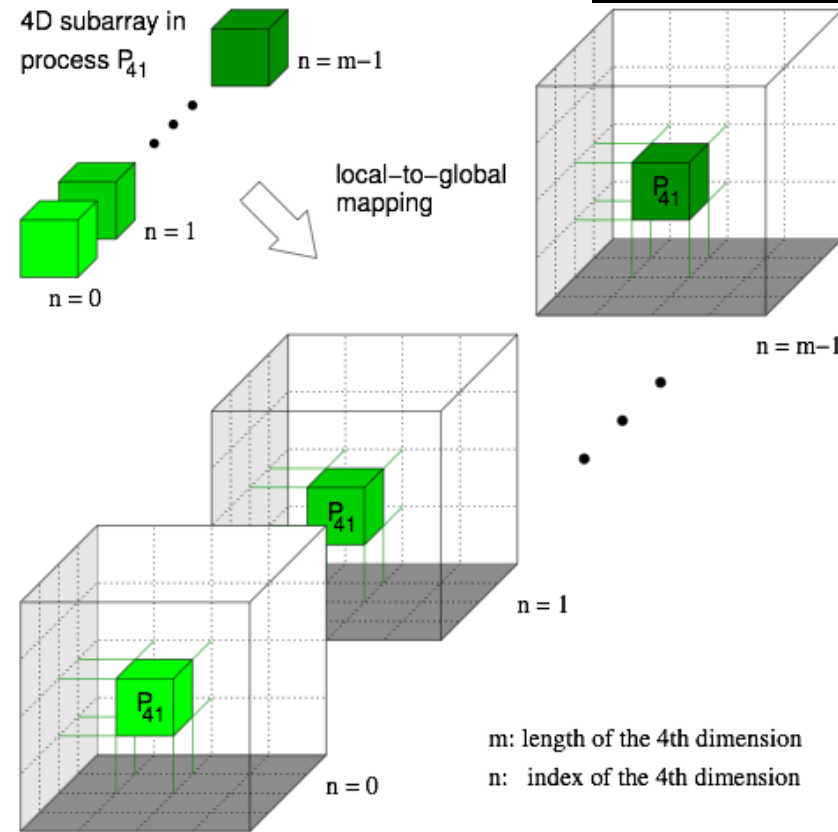 4D subarray in
process P41
n = m−1
n = 1
n = 0
local−to−global
mapping
P41
n = m−1
P41
n = 1
P41
n = 0
m: length of the 4th dimension
n: index of the 4th dimension